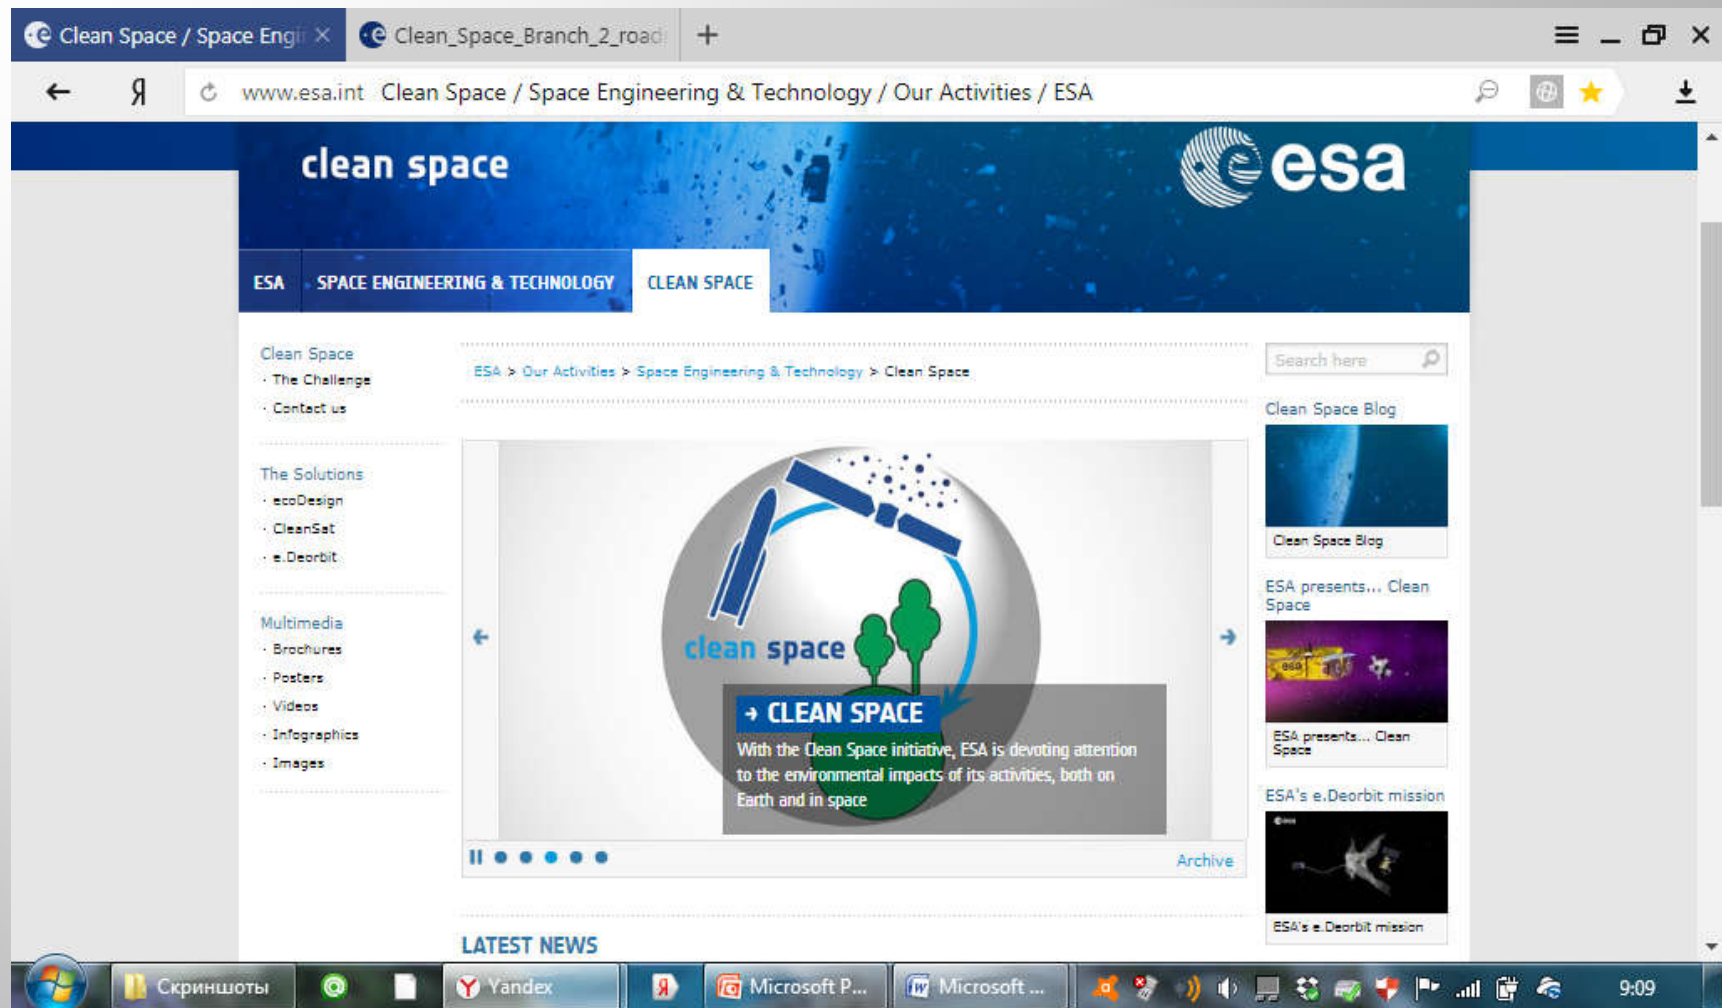 Clean Space / Space Engi
Clean_Space_Branch_2_road
Я
www.esa.int Clean Space / Space Engineering & Technology / Our Activities / ESA
clean space
esa
ESA
SPACE ENGINEERING & TECHNOLOGY
CLEAN SPACE
Clean Space
· The Challenge
· Contact us
The Solutions
· ecoDesign
· CleanSat
· e.Deorbit
Multimedia
· Brochures
· Posters
· Videos
· Infographics
· Images
ESA > Our Activities > Space Engineering & Technology > Clean Space
clean space
CLEAN SPACE
With the Clean Space initiative, ESA is devoting attention
to the environmental impacts of its activities, both on
Earth and in space
Archive
LATEST NEWS
Search here
Clean Space Blog
Clean Space Blog
ESA presents... Clean
Space
esa
ESA presents... Clean
Space
ESA's e.Deorbit mission
esa
ESA's e.Deorbit mission
Скриншоты
Yandex
Я
Microsoft P...
Microsoft ...
9:09